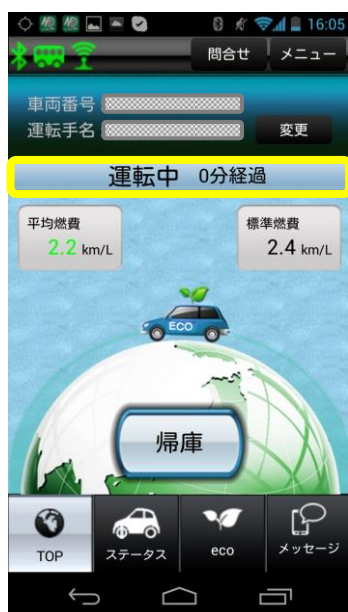 16:05
問合せ
メニュー
車両番号
運転手名
変更
運転中 0分経過
平均燃費
2.2 km/L
標準燃費
2.4 km/L
ECO
帰庫
TOP
ステータス
eco
メッセージ